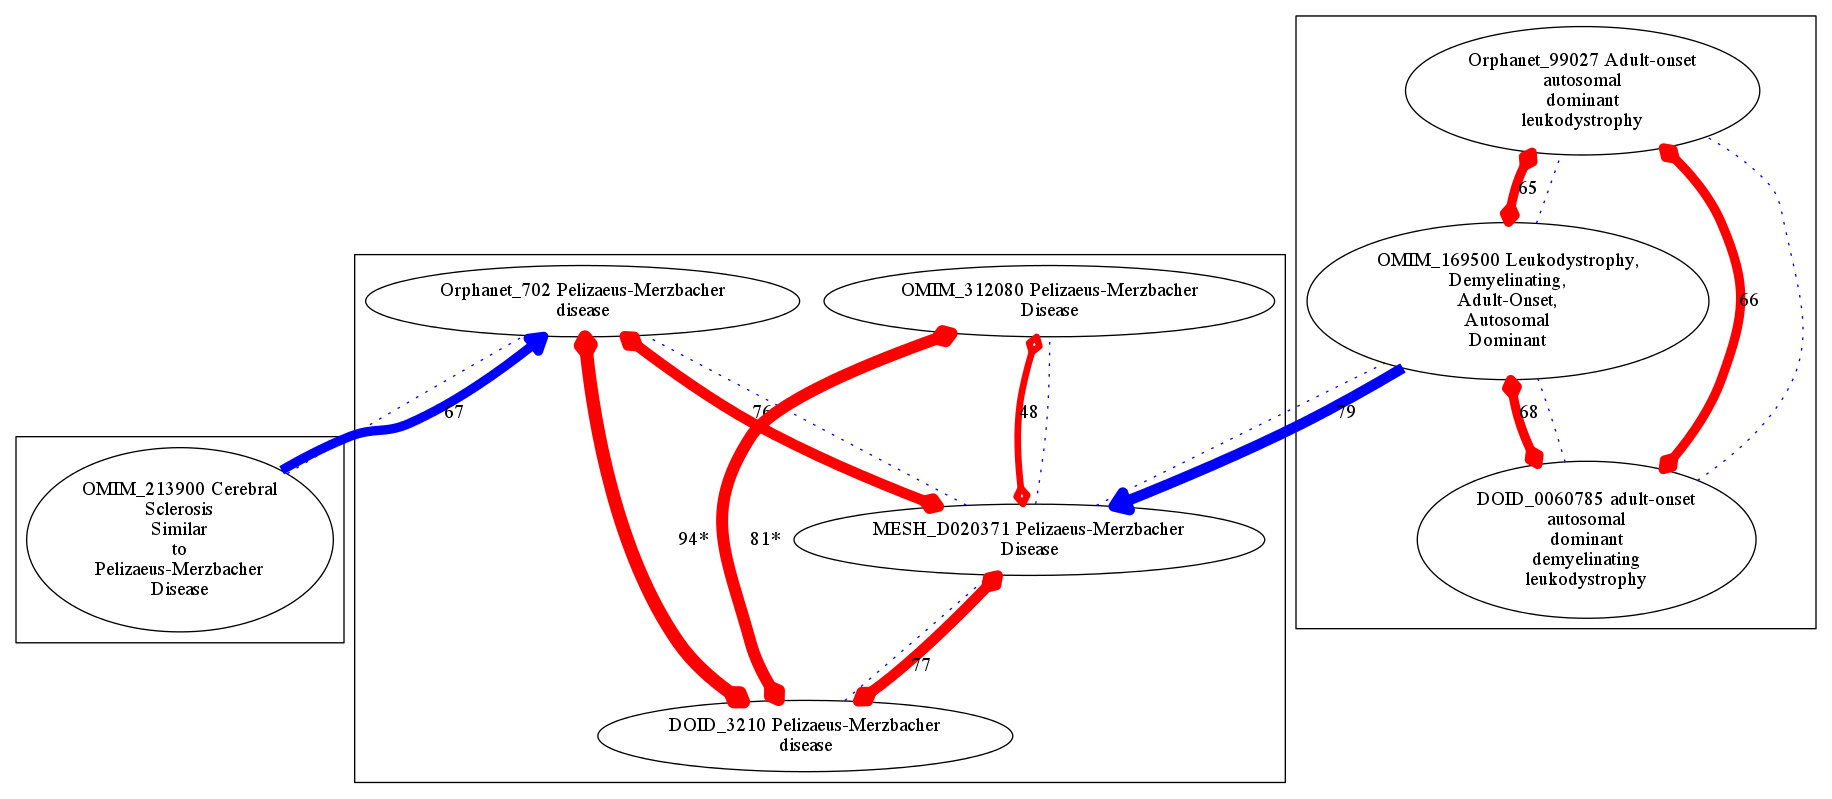 Orphanet_99027 Adult-onset
autosomal
dominant
leukodystrophy
65
OMIM_169500 Leukodystrophy,
Demyelinating,
Adult-Onset,
Autosomal
Dominant
66
Orphanet_702 Pelizaeus-Merzbacher
disease
OMIM_312080 Pelizaeus-Merzbacher
Disease
67
76
48
79
68
OMIM_213900 Cerebral
Sclerosis
Similar
to
Pelizaeus-Merzbacher
Disease
94*
81*
MESH_D020371 Pelizaeus-Merzbacher
Disease
DOID_0060785 adult-onset
autosomal
dominant
demyelinating
leukodystrophy
77
DOID_3210 Pelizaeus-Merzbacher
disease